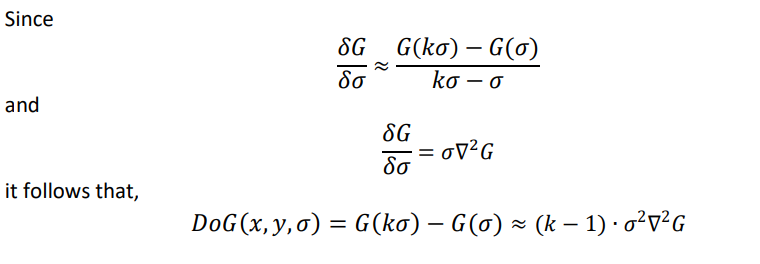 Since
δG/δσ ≈ (G(kσ) − G(σ))/(kσ − σ)
and
δG/δσ = σ∇²G
it follows that,
DoG(x, y, σ) = G(kσ) − G(σ) ≈ (k − 1) · σ²∇²G